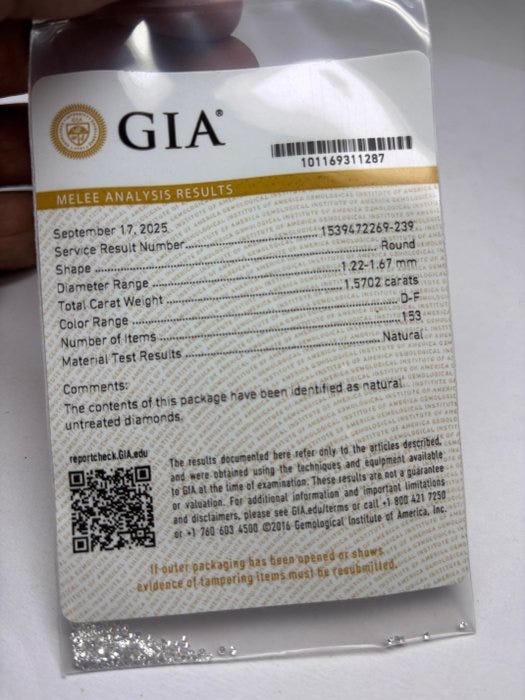 GIA®
101169311287
MELEE ANALYSIS RESULTS
September 17, 2025
Service Result Number................................1539472269-239
Shape ................................................................ Round
Diameter Range ................................................1.22-1.67 mm
Total Carat Weight ................................................1.5702 carats
Color Range ................................................................D-F
Number of Items ................................................................153
Material Test Results ................................................Natural
Comments:
The contents of this package have been identified as natural
untreated diamonds.
reportcheck.GIA.edu
The results documented here refer only to the articles described,
and were obtained using the techniques and equipment available
to GIA at the time of examination. These results are not a guarantee
or valuation. For additional information and important limitations
and disclaimers, please see GIA.edu/terms or call +1 800 421 7250
or +1 760 603 4500 ©2016 Gemological Institute of America, Inc.
If outer packaging has been opened or shows
evidence of tampering items must be resubmitted.